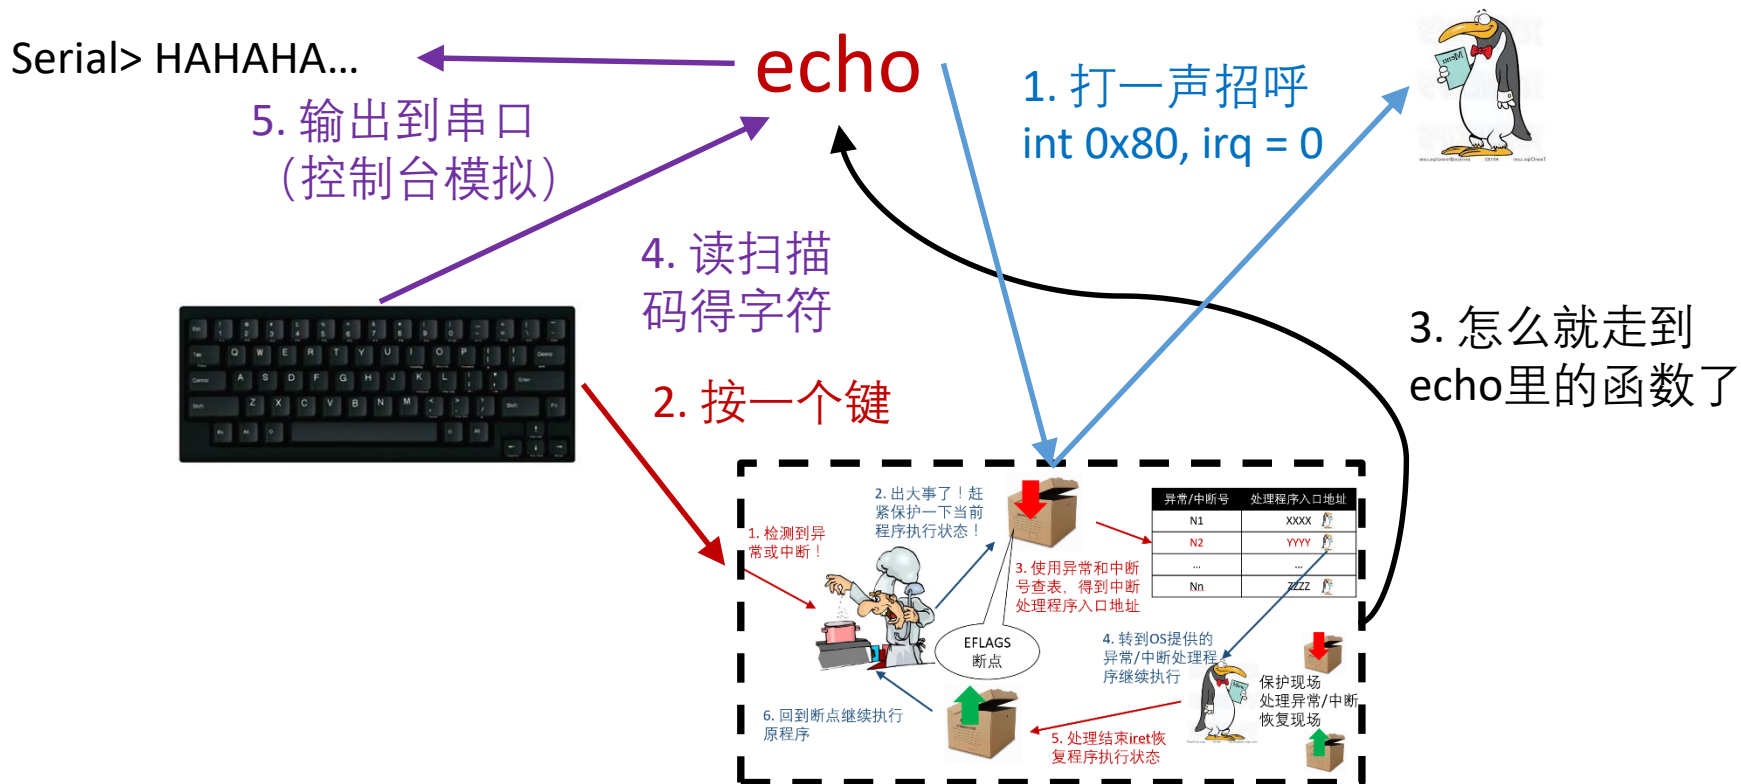 Serial> HAHAHA...
echo
1. 打一声招呼
int 0x80, irq = 0
5. 输出到串口
（控制台模拟）
4. 读扫描
码得字符
3. 怎么就走到
echo里的函数了
2. 按一个键
1. 检测到异
常或中断！
2. 出大事了！赶
紧保护一下当前
程序执行状态！
异常/中断号 处理程序入口地址
N1 XXXX
N2 YYYY
... ...
Nn ZZZZ
3. 使用异常和中断
号查表，得到中断
处理程序入口地址
EFLAGS
断点
4. 转到OS提供的
异常/中断处理程
序继续执行
保护现场
处理异常/中断
恢复现场
5. 处理结束iret恢
复程序执行状态
6. 回到断点继续执行
原程序